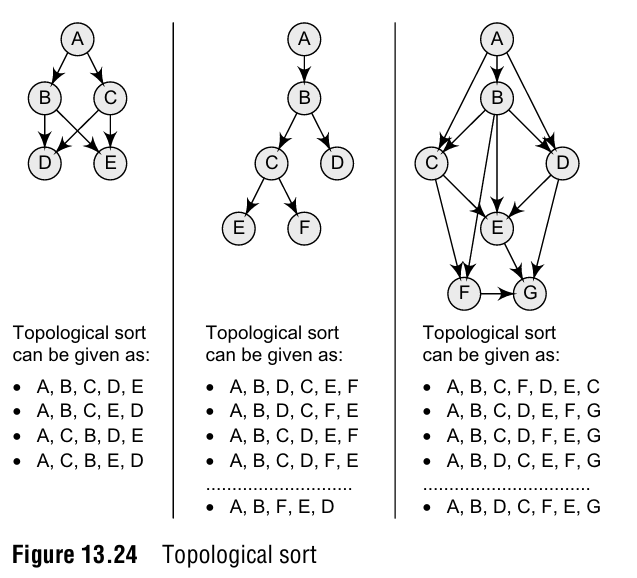 A
B
C
D
E
Topological sort
can be given as:
• A, B, C, D, E
• A, B, C, E, D
• A, C, B, D, E
• A, C, B, E, D
A
B
C
D
E
F
Topological sort
can be given as:
• A, B, D, C, E, F
• A, B, D, C, F, E
• A, B, C, D, E, F
• A, B, C, D, F, E
...........................
• A, B, F, E, D
A
B
C
D
E
F
G
Topological sort
can be given as:
• A, B, C, F, D, E, C
• A, B, C, D, E, F, G
• A, B, C, D, F, E, G
• A, B, D, C, E, F, G
...............................
• A, B, D, C, F, E, G
Figure 13.24 Topological sort